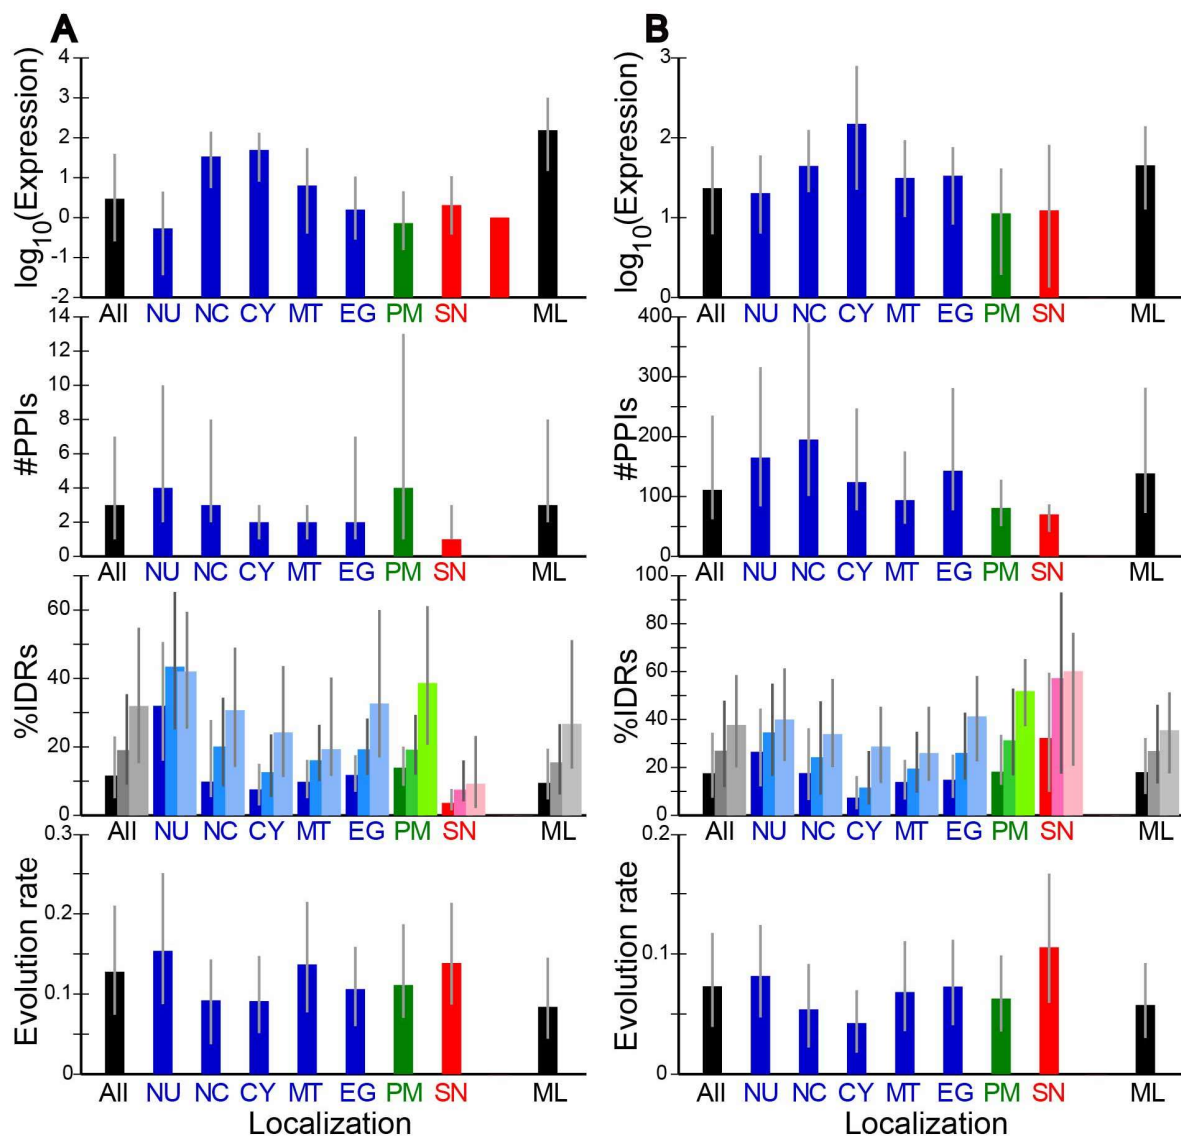 A
log10(Expression)
4
3
2
1
0
-1
-2
All NU NC CY MT EG PM SN ML
#PPIs
14
12
10
8
6
4
2
0
All NU NC CY MT EG PM SN ML
%IDRs
60
40
20
0
All NU NC CY MT EG PM SN ML
Evolution rate
0.3
0.2
0.1
0
All NU NC CY MT EG PM SN ML
Localization
B
log10(Expression)
3
2
1
0
All NU NC CY MT EG PM SN ML
#PPIs
400
300
200
100
0
All NU NC CY MT EG PM SN ML
%IDRs
100
80
60
40
20
0
All NU NC CY MT EG PM SN ML
Evolution rate
0.2
0.1
0
All NU NC CY MT EG PM SN ML
Localization